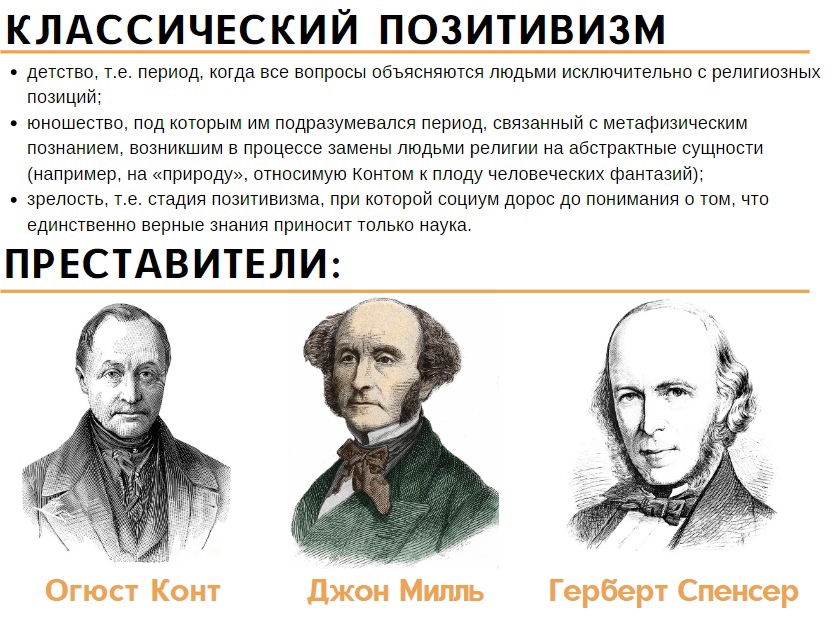 КЛАССИЧЕСКИЙ ПОЗИТИВИЗМ
• детство, т.е. период, когда все вопросы объясняются людьми исключительно с религиозных
позиций;
• юношество, под которым им подразумевался период, связанный с метафизическим
познанием, возникшим в процессе замены людьми религии на абстрактные сущности
(например, на «природу», относимую Контом к плоду человеческих фантазий);
• зрелость, т.е. стадия позитивизма, при которой социум дорос до понимания о том, что
единственно верные знания приносит только наука.
ПРЕСТАВИТЕЛИ:
Огюст Конт
Джон Милль
Герберт Спенсер